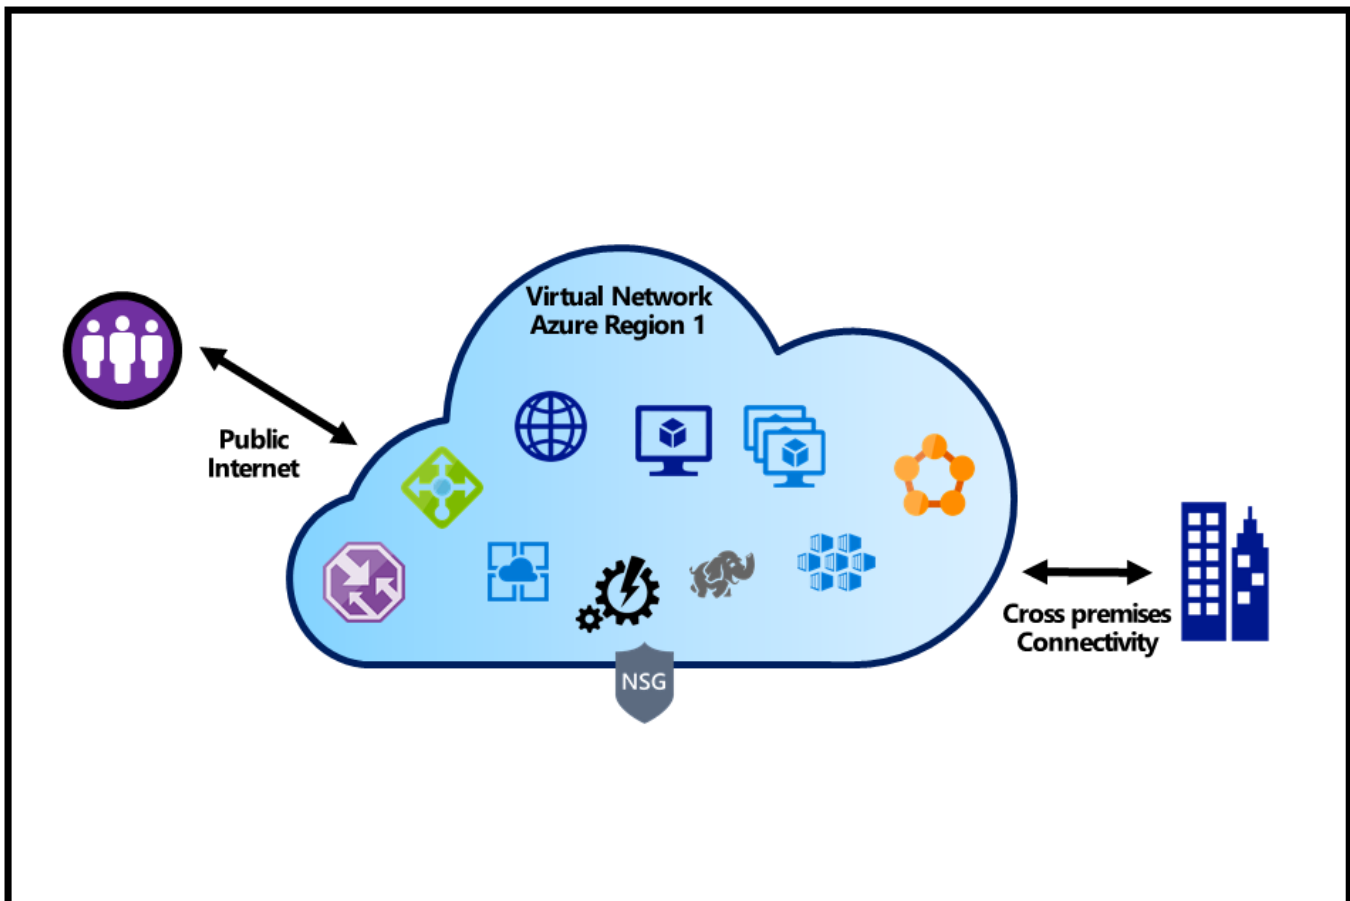 Virtual Network
Azure Region 1
Public
Internet
Cross premises
Connectivity
NSG